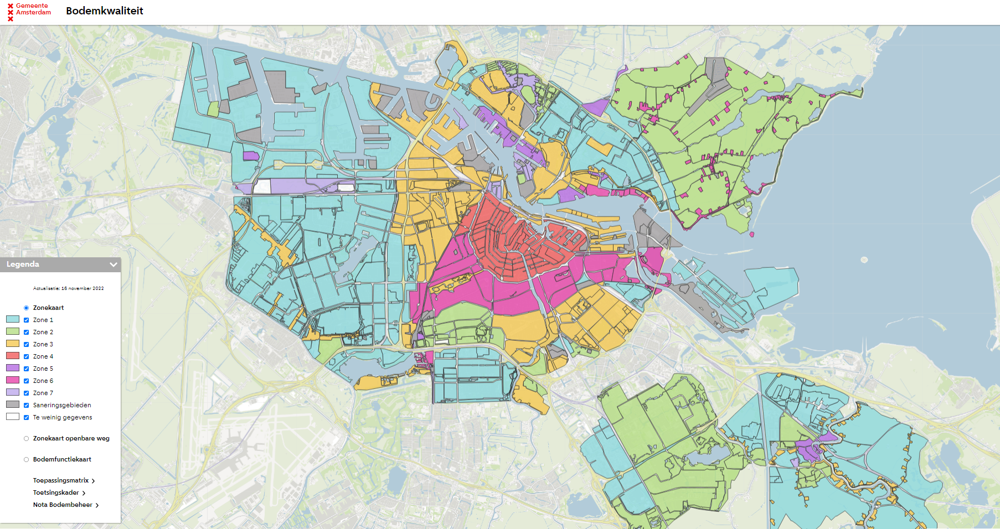 Gemeente
Amsterdam
Bodemkwaliteit
Legenda
Actualisatie: 16 november 2022
Zonekaart
Zone 1
Zone 2
Zone 3
Zone 4
Zone 5
Zone 6
Zone 7
Saneringsgebieden
Te weinig gegevens
Zonekaart openbare weg
Bodemfunctiekaart
Toepassingsmatrix
Toetsingskader
Nota Bodembeheer